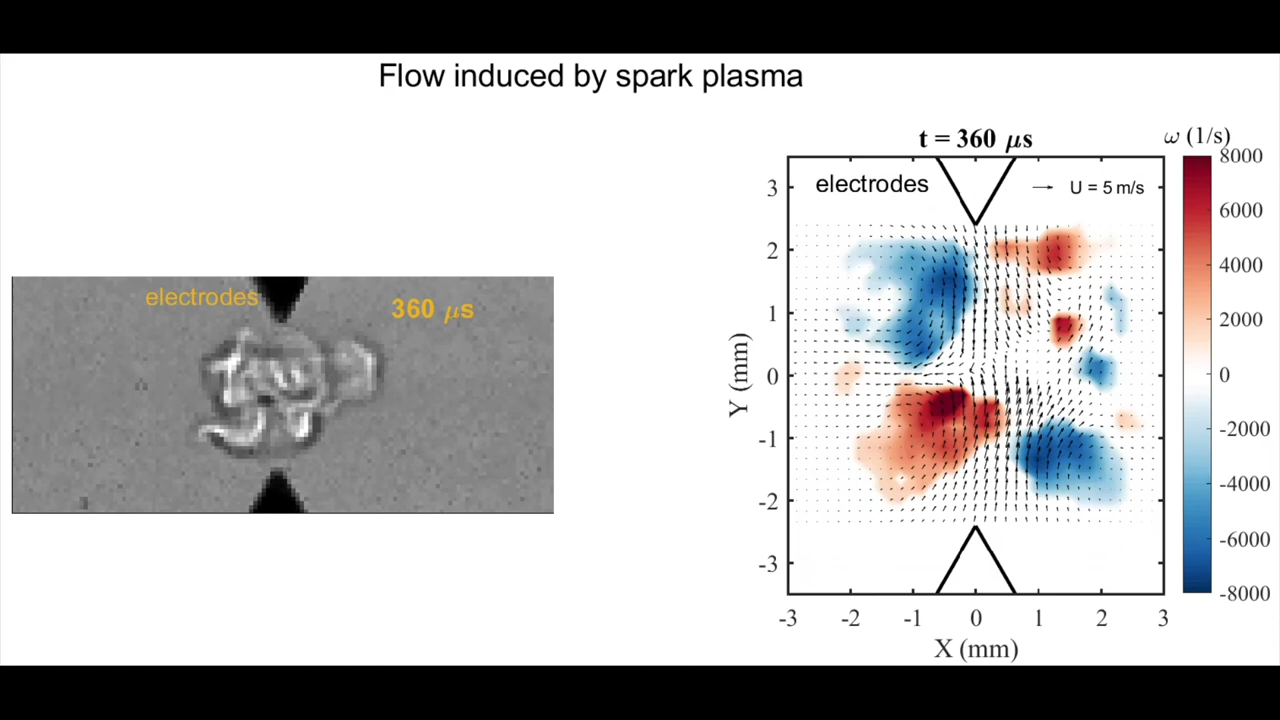 Flow induced by spark plasma
electrodes
360 μs
t = 360 μs
ω (1/s)
electrodes
U = 5 m/s
3
2
1
0
-1
-2
-3
Y (mm)
-3 -2 -1 0 1 2 3
X (mm)
8000
6000
4000
2000
0
-2000
-4000
-6000
-8000